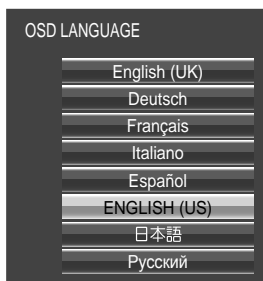 OSD LANGUAGE
English (UK)
Deutsch
Français
Italiano
Español
ENGLISH (US)
日本語
Русский